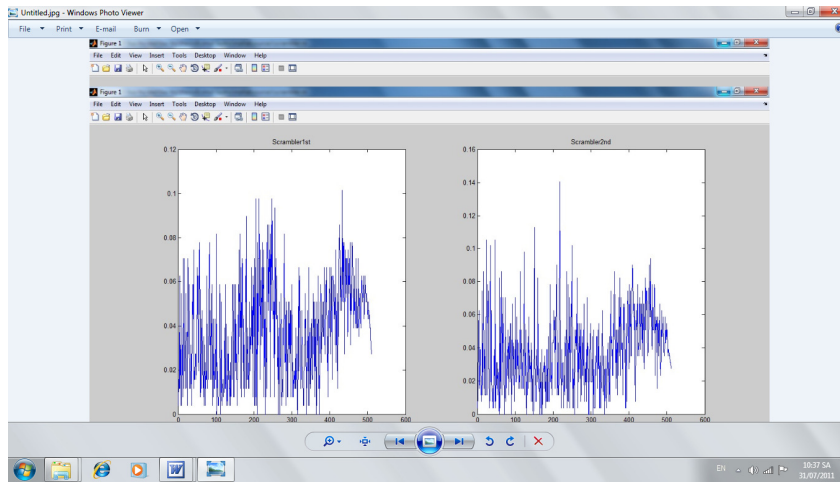 Untitled.jpg - Windows Photo Viewer
File Print E-mail Burn Open
Figure 1
File Edit View Insert Tools Desktop Window Help
Figure 1
File Edit View Insert Tools Desktop Window Help
Scrambler1st
0.12
0.1
0.08
0.06
0.04
0.02
0
0 100 200 300 400 500 600
Scrambler2nd
0.16
0.14
0.12
0.1
0.08
0.06
0.04
0.02
0
0 100 200 300 400 500 600
EN
10:37 SA
31/07/2011